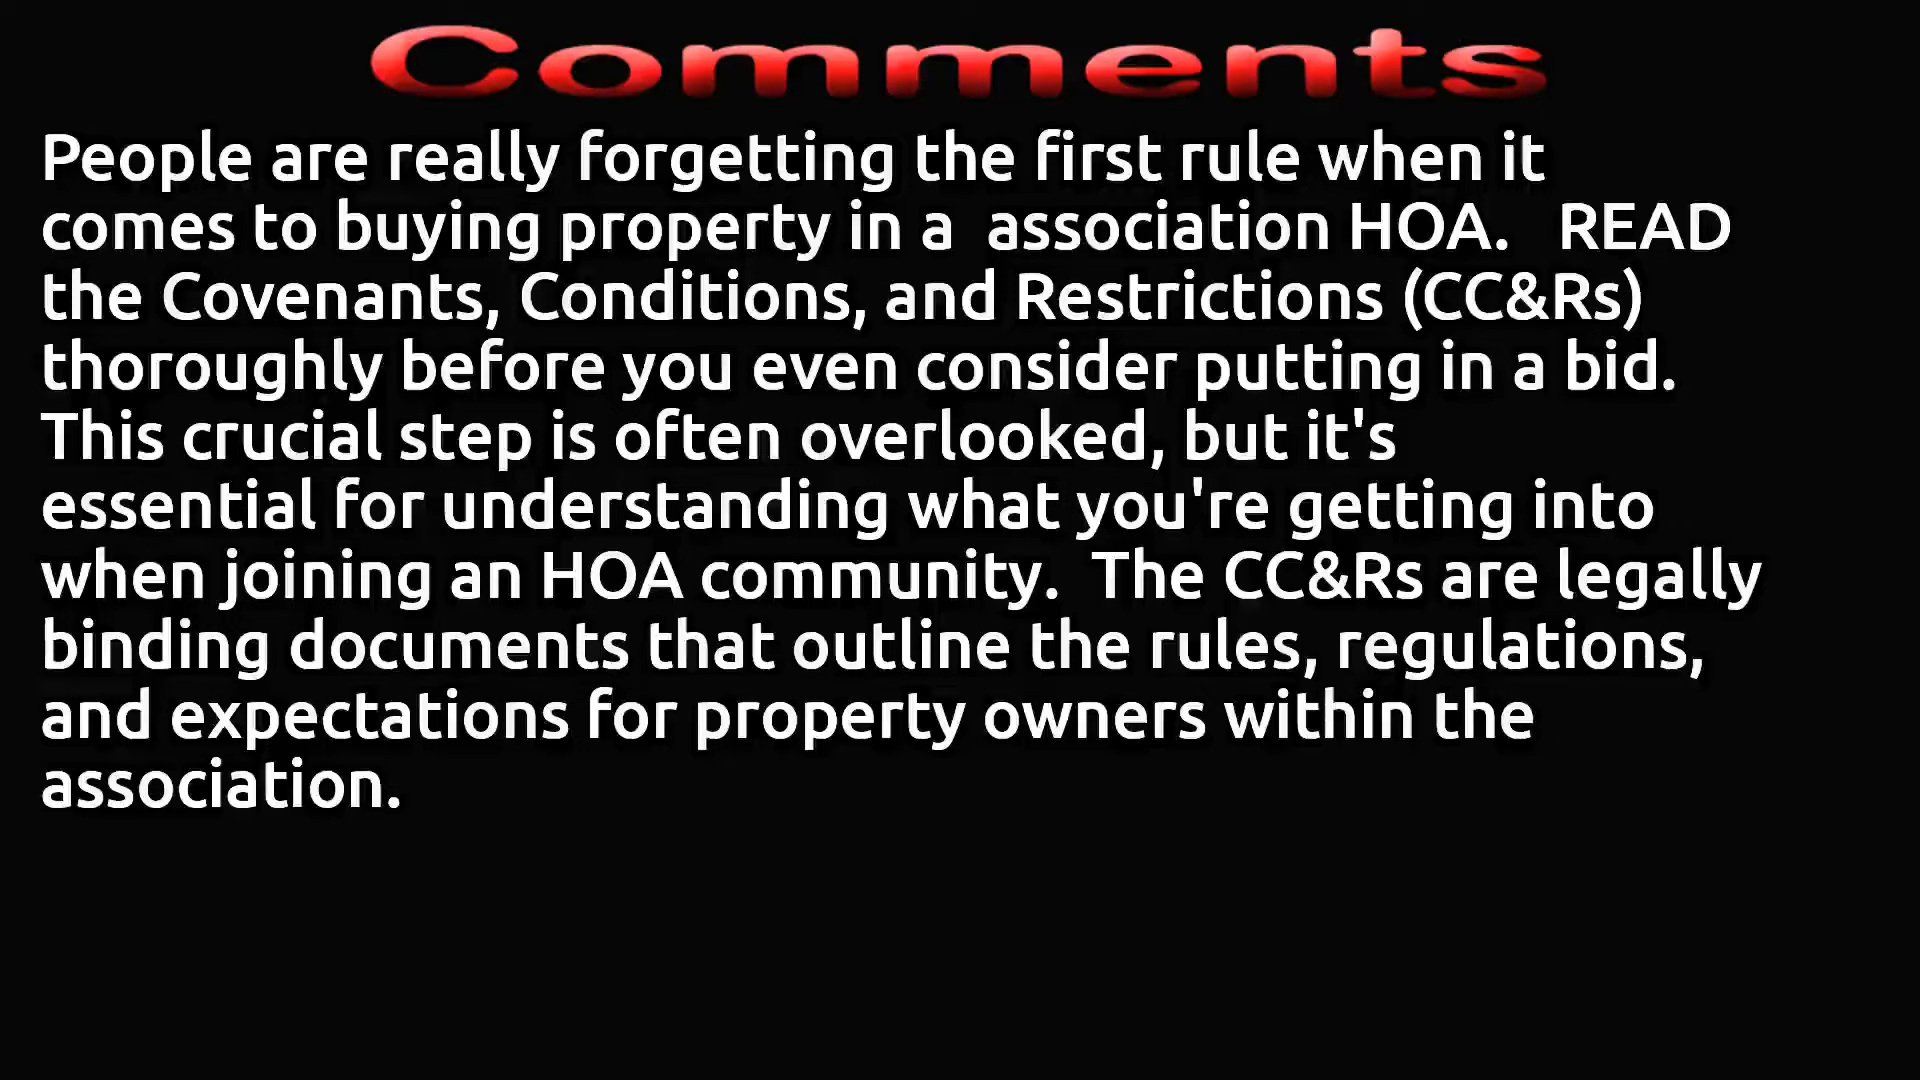 Comments
People are really forgetting the first rule when it
comes to buying property in a  association HOA.   READ
the Covenants, Conditions, and Restrictions (CC&Rs)
thoroughly before you even consider putting in a bid.
This crucial step is often overlooked, but it's
essential for understanding what you're getting into
when joining an HOA community.  The CC&Rs are legally
binding documents that outline the rules, regulations,
and expectations for property owners within the
association.